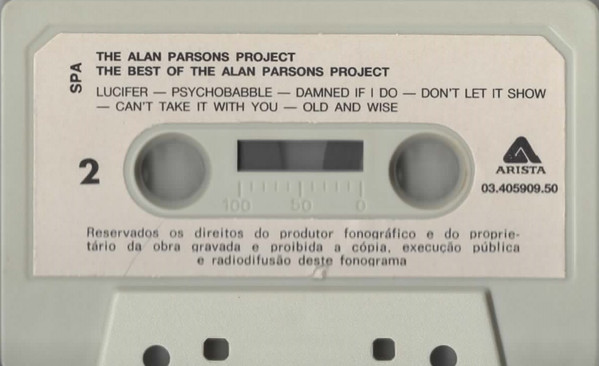 SPA
THE ALAN PARSONS PROJECT
THE BEST OF THE ALAN PARSONS PROJECT
LUCIFER — PSYCHOBABBLE — DAMNED IF I DO — DON'T LET IT SHOW
— CAN'T TAKE IT WITH YOU — OLD AND WISE
2
ARISTA
03.405909.50
100 50 0
Reservados os direitos do produtor fonográfico e do proprie-
tário da obra gravada e proibida a cópia, execução pública
e radiodifusão deste fonograma